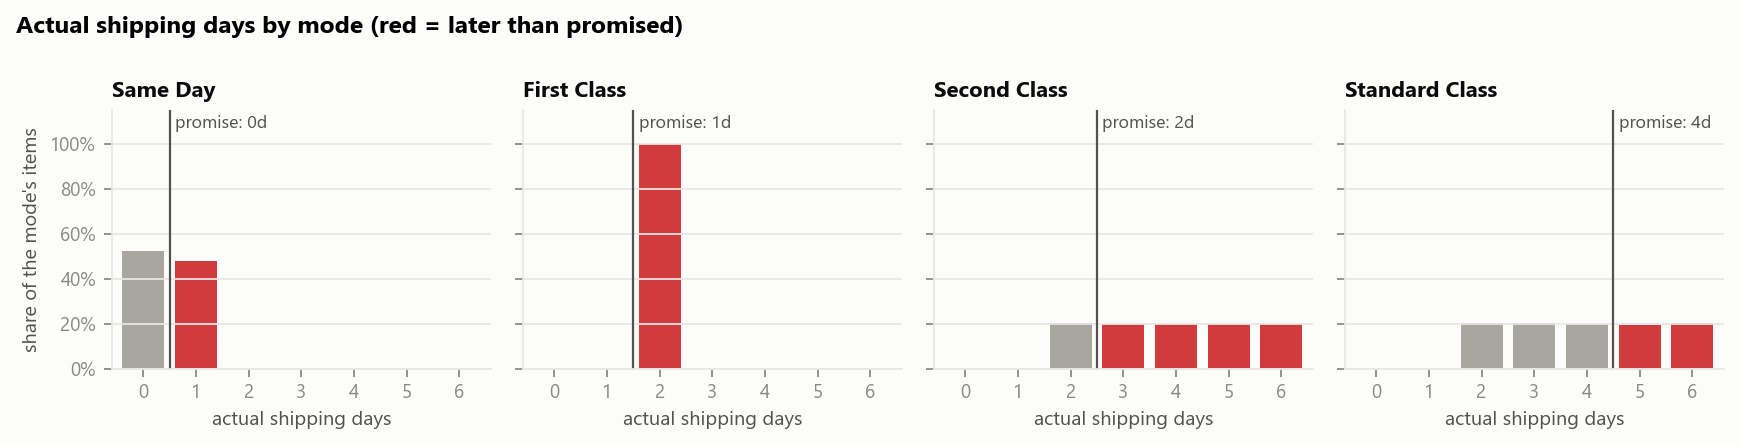 Actual shipping days by mode (red = later than promised)
Same Day
First Class
Second Class
Standard Class
promise: 0d
promise: 1d
promise: 2d
promise: 4d
share of the mode's items
100%
80%
60%
40%
20%
0%
0 1 2 3 4 5 6
0 1 2 3 4 5 6
0 1 2 3 4 5 6
0 1 2 3 4 5 6
actual shipping days
actual shipping days
actual shipping days
actual shipping days